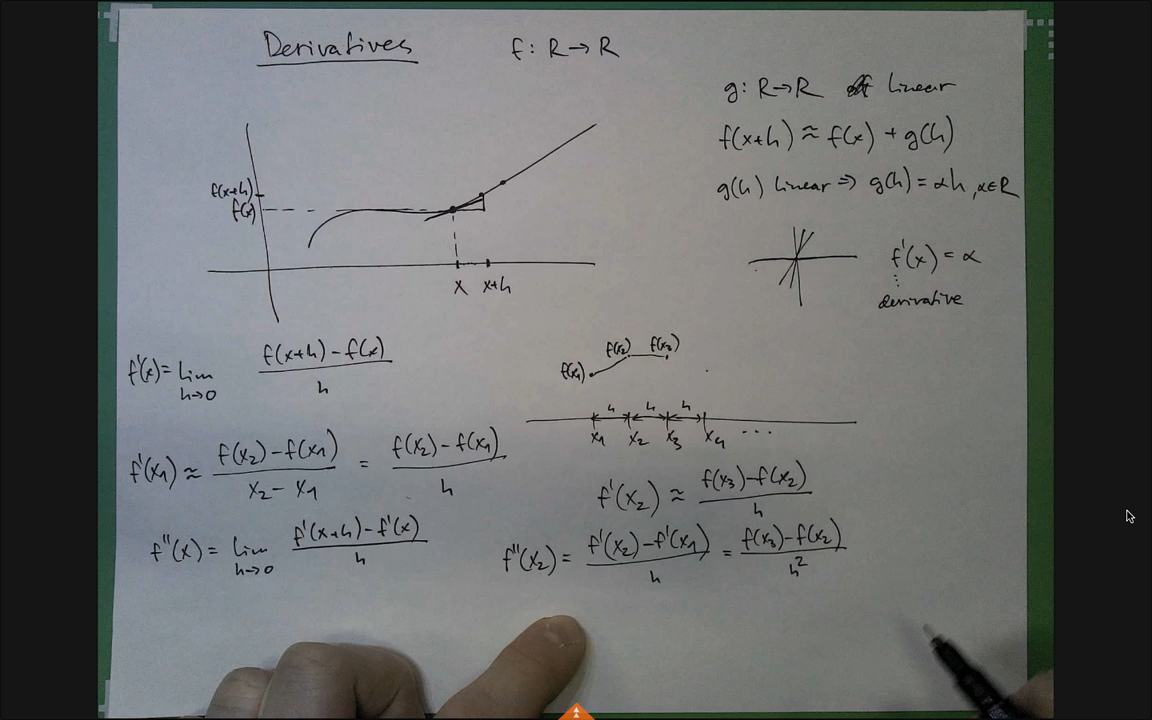 Derivatives
f: R→R
g: R→R linear
f(x+h) ≈ f(x) + g(h)
g(h) linear ⇒ g(h) = αh, α∈R
f(x+h)
f(x)
x x+h
f'(x) = α
derivative
f'(x) = lim h→0 (f(x+h) - f(x)) / h
f(x1) f(x2) f(x3)
h h h
x1 x2 x3 x4 ...
f'(x1) ≈ (f(x2) - f(x1)) / (x2 - x1) = (f(x2) - f(x1)) / h
f'(x2) ≈ (f(x3) - f(x2)) / h
f''(x) = lim h→0 (f'(x+h) - f'(x)) / h
f''(x2) = (f'(x2) - f'(x1)) / h = (f(x3) - f(x2)) / h²